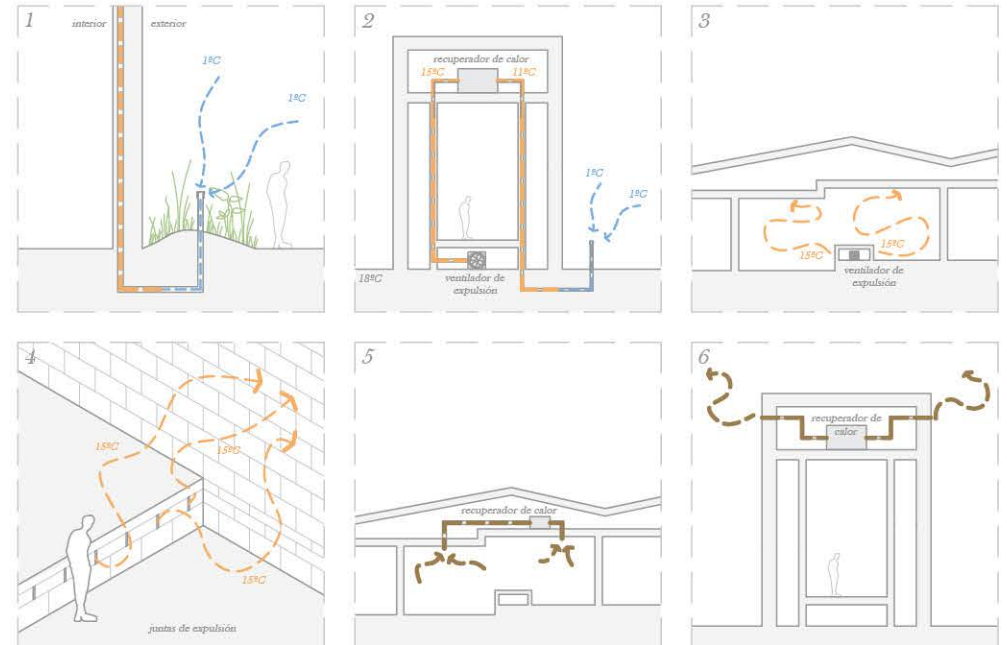 1
interior
exterior
1ºC
1ºC
2
recuperador de calor
15ºC
11ºC
1ºC
1ºC
18ºC
ventilador de
expulsión
3
15ºC
15ºC
ventilador de
expulsión
4
15ºC
15ºC
15ºC
juntas de expulsión
5
recuperador de calor
6
recuperador de
calor